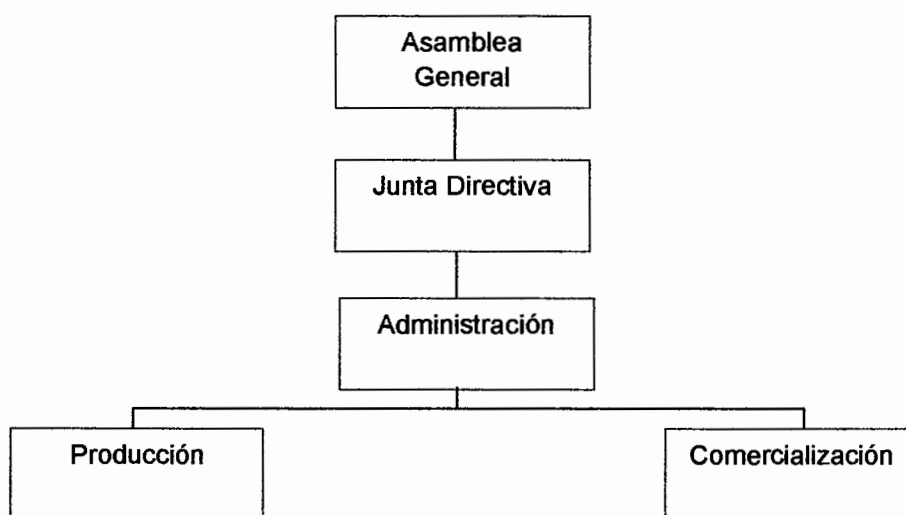 Asamblea
General
Junta Directiva
Administración
Producción
Comercialización